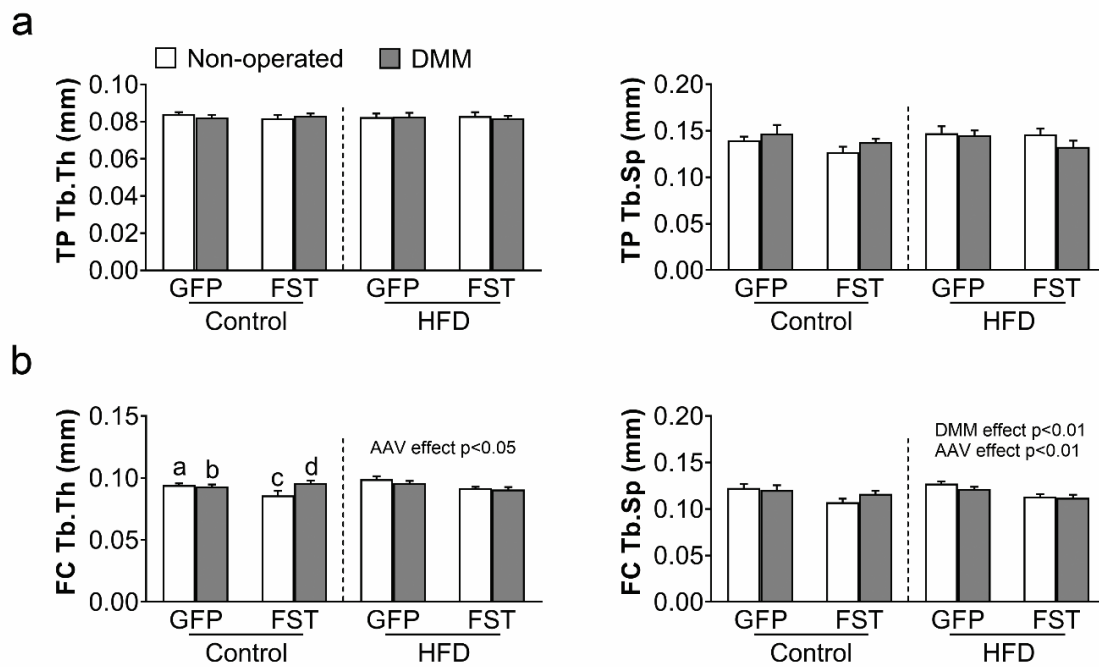 a
Non-operated DMM
TP Tb.Th (mm)
0.10
0.08
0.06
0.04
0.02
0.00
GFP FST GFP FST
Control HFD
TP Tb.Sp (mm)
0.20
0.15
0.10
0.05
0.00
GFP FST GFP FST
Control HFD
b
FC Tb.Th (mm)
0.15
0.10
0.05
0.00
a b c d
AAV effect p<0.05
GFP FST GFP FST
Control HFD
FC Tb.Sp (mm)
0.20
0.15
0.10
0.05
0.00
DMM effect p<0.01
AAV effect p<0.01
GFP FST GFP FST
Control HFD